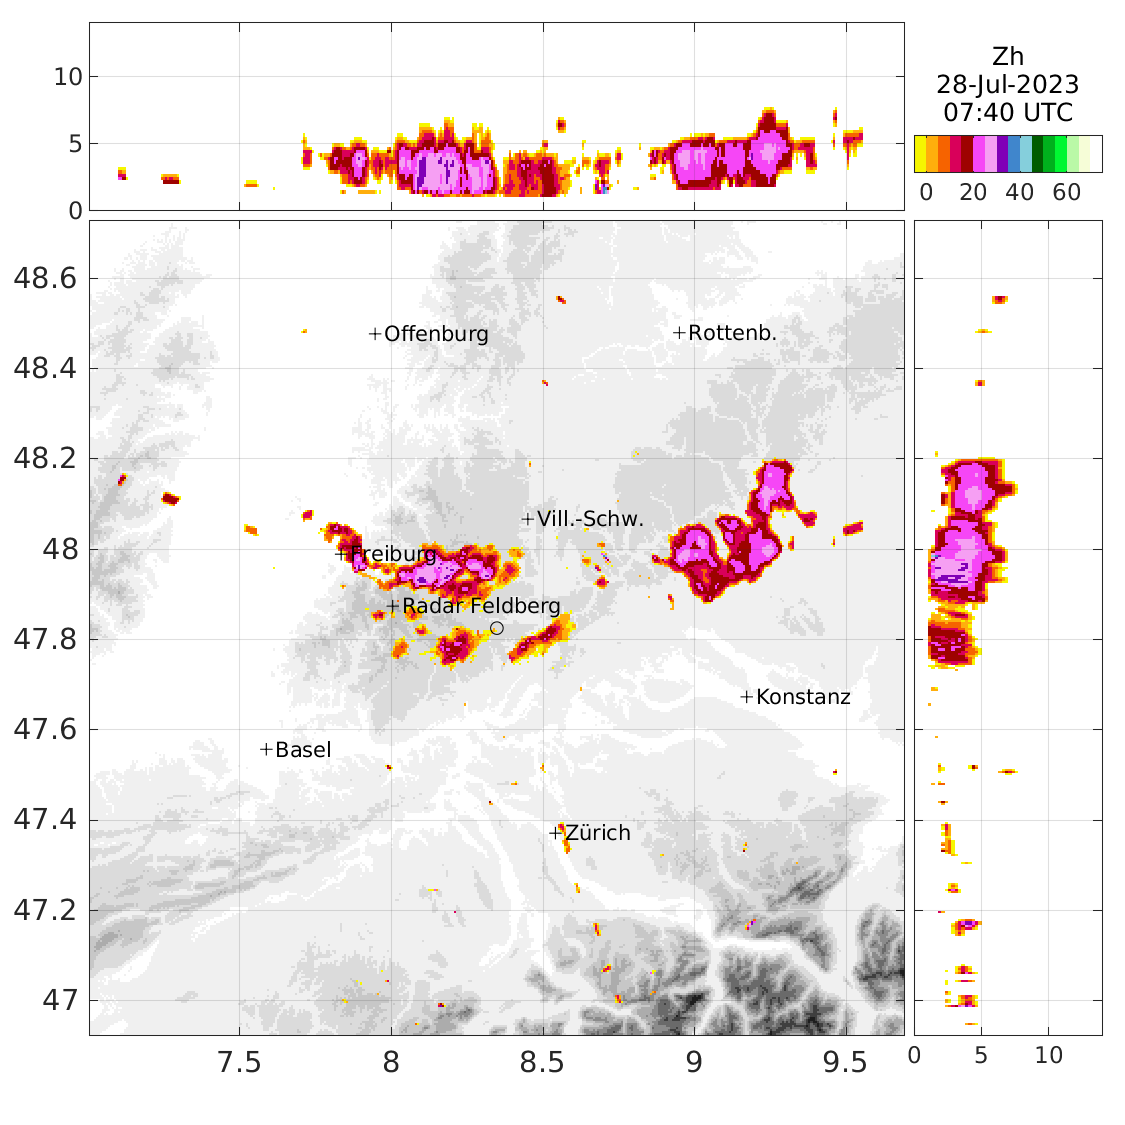 10
5
0
Zh
28-Jul-2023
07:40 UTC
0 20 40 60
48.6
48.4
48.2
48
47.8
47.6
47.4
47.2
47
Offenburg
Rottenb.
Vill.-Schw.
Freiburg
Radar Feldberg
Konstanz
Basel
Zürich
7.5 8 8.5 9 9.5
0 5 10